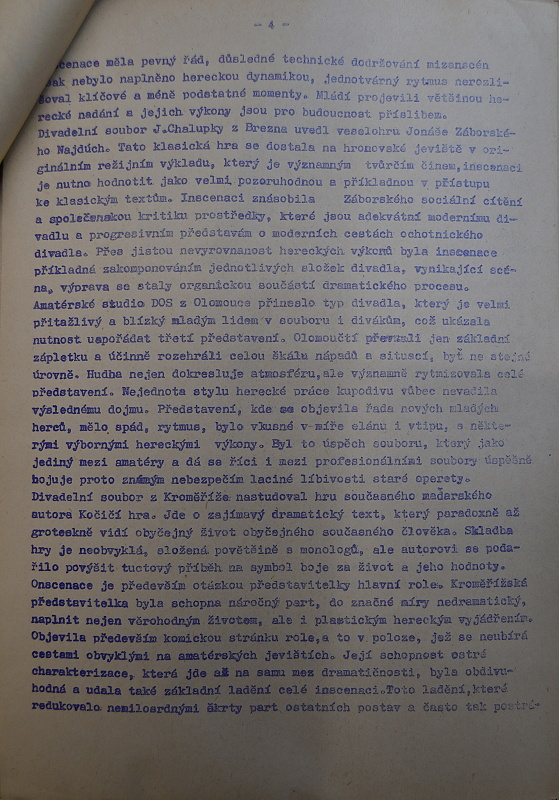 - 4 -
scenace měla pevný řád, důsledné technické dodržování mizanscén
ak nebylo naplněno hereckou dynamikou, jednotvárný rytmus nerozli-
šoval klíčové a méně podstatné momenty. Mládí projevili většinou he-
recké nadání a jejich výkony jsou pro budoucnost příslibem.
Divadelní soubor J.Chalupky z Brezna uvedl veselohru Jonáše Záborské-
ho Najdúch. Tato klasická hra se dostala na hronovské jeviště v ori-
ginálním režijním výkladu, který je významným tvůrčím činem,inscenaci
je nutno hodnotit jako velmi pozoruhodnou a příkladnou v přístupu
ke klasickým textům. Inscenaci znásobila Záborského sociální cítění
a společenskou kritiku prostředky, které jsou adekvátní modernímu di-
vadlu a progresivním představám o moderních cestách ochotnického
divadla. Přes jistou nevyrovnanost hereckých výkonů byla inscenace
příkladná zakomponováním jednotlivých složek divadla, vynikající scé-
na, výprava se staly organickou součástí dramatického procesu.
Amatérské studio DOS z Olomouce přineslo typ divadla, který je velmi
přitažlivý a blízký mladým lidem v souboru i divákům, což ukázala
nutnost uspořádat třetí představení. Olomoučtí převzali jen základní
zápletku a účinně rozehráli celou škálu nápadů a situací, byť ne stejné
úrovně. Hudba nejen dokresluje atmosféru,ale významně rytmizovala celé
představení. Nejednota stylu herecké práce kupodivu vůbec nevadila
výslednému dojmu. Představení, kde se objevila řada nových mladých
herců, mělo spád, rytmus, bylo vkusné v míře elánu i vtipu, s někte-
rými výbornými hereckými výkony. Byl to úspěch souboru, který jako
jediný mezi amatéry a dá se říci i mezi profesionálními soubory úspěšně
bojuje proto známým nebezpečím laciné líbivosti staré operety.
Divadelní soubor z Kroměříže nastudoval hru současného maďarského
autora Kočičí hra. Jde o zajímavý dramatický text, který paradoxně až
groteskně vidí obyčejný život obyčejného současného člověka. Skladba
hry je neobvyklá, složená povětšině s monologů, ale autorovi se poda-
řilo povýšit tuctový příběh na symbol boje za život a jeho hodnoty.
Onscenace je především otázkou představitelky hlavní role. Kroměřížská
představitelka byla schopna náročný part, do značné míry nedramatický,
naplnit nejen věrohodným životem, ale i plastickým hereckým vyjádřením.
Objevila především komickou stránku role,a to v poloze, jež se neubírá
cestami obvyklými na amatérských jevištích. Její schopnost ostré
charakterizace, která jde až na samu mez dramatičnosti, byla obdivu-
hodná a udala také základní ladění celé inscenaci.Toto ladění,které
redukovalo nemilosrdnými škrty part ostatních postav a často tak postrá-